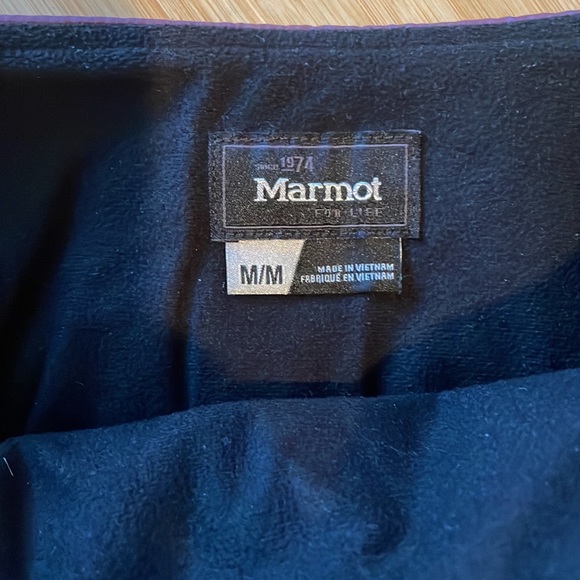 SINCE 1974
Marmot
FOR LIFE
M/M
MADE IN VIETNAM
FABRIQUÉ EN VIETNAM